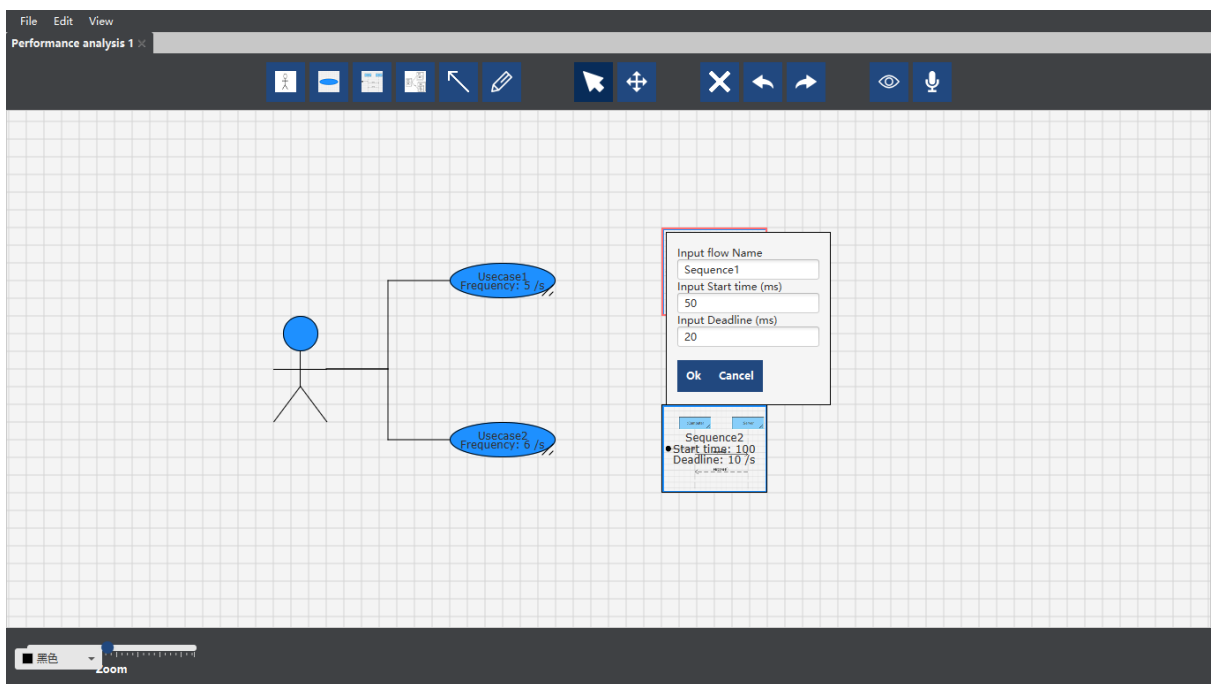 File Edit View
Performance analysis 1
Input flow Name
Sequence1
Input Start time (ms)
50
Input Deadline (ms)
20
Ok Cancel
Usecase1
Frequency: 5 /s
Usecase2
Frequency: 6 /s
Sequence2
Start time: 100
Deadline: 10 /s
黑色
Zoom